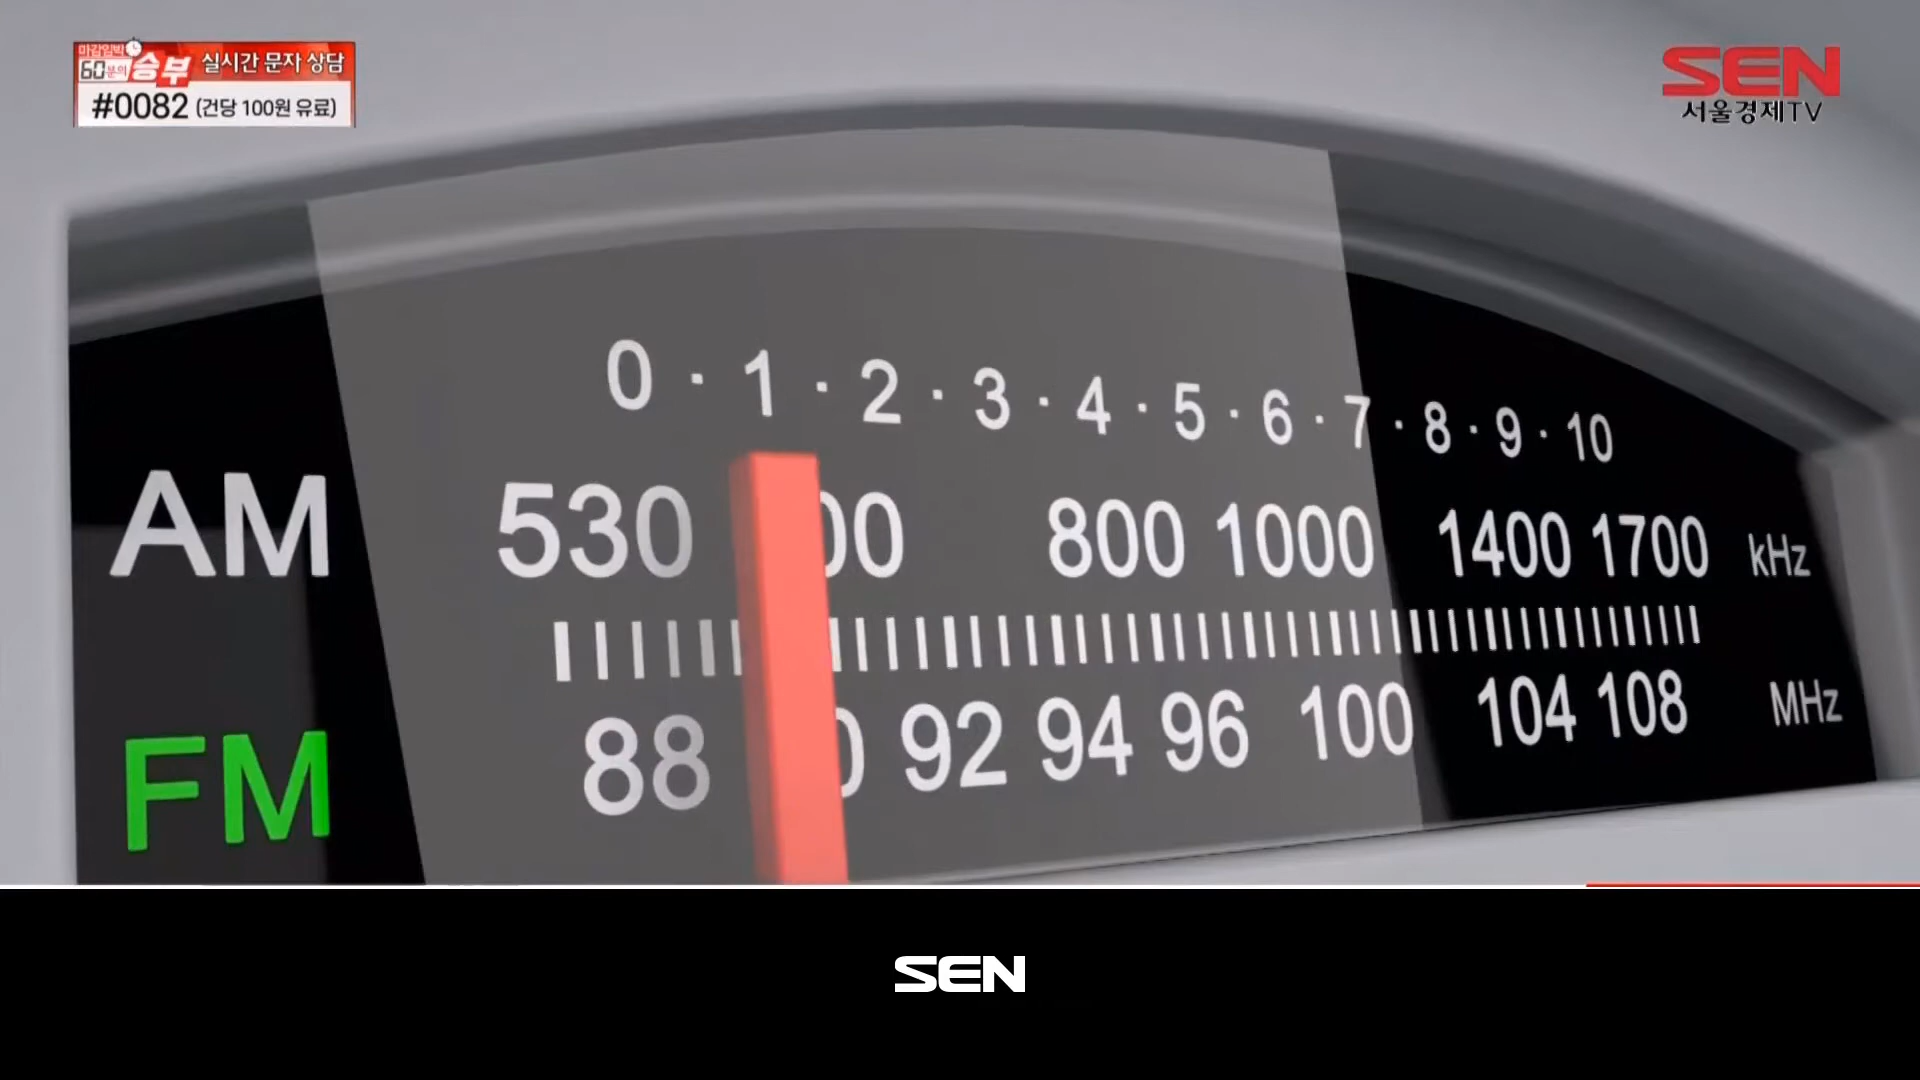 마감임박
60분의 승부 실시간 문자 상담
#0082 (건당 100원 유료)
SEN
서울경제TV
0 · 1 · 2 · 3 · 4 · 5 · 6 · 7 · 8 · 9 · 10
AM 530 00 800 1000 1400 1700 kHz
FM 88 0 92 94 96 100 104 108 MHz
SEN